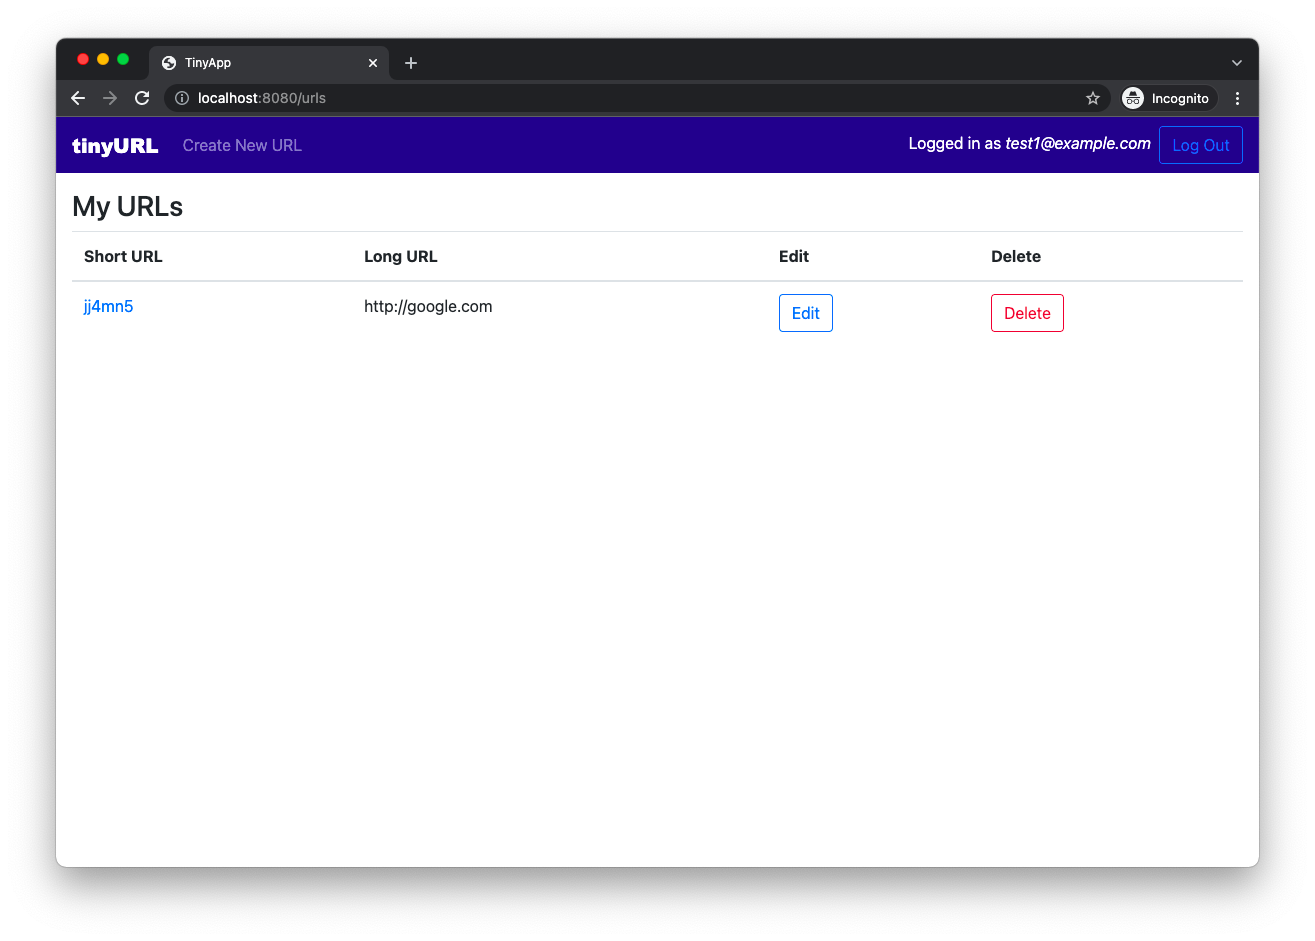 TinyApp
localhost:8080/urls
Incognito
tinyURL Create New URL Logged in as test1@example.com Log Out
My URLs
Short URL Long URL Edit Delete
jj4mn5 http://google.com Edit Delete